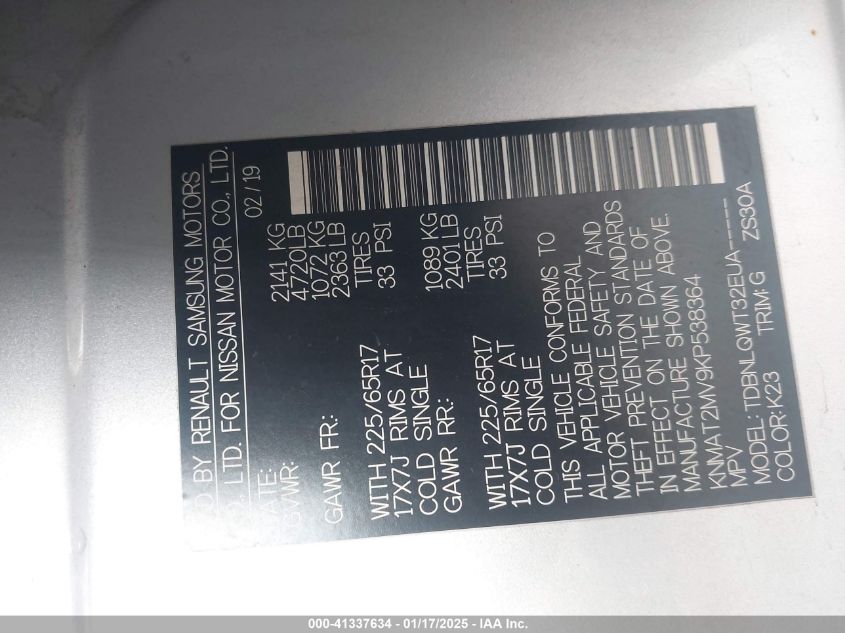 D BY RENAULT SAMSUNG MOTORS
CO., LTD. FOR NISSAN MOTOR CO., LTD.
DATE: 02/19
GVWR: 2141 KG
4720LB
GAWR FR: 1072 KG
2363 LB
WITH 225/65R17 TIRES
17X7J RIMS AT 33 PSI
COLD SINGLE
GAWR RR: 1089 KG
2401 LB
WITH 225/65R17 TIRES
17X7J RIMS AT 33 PSI
COLD SINGLE
THIS VEHICLE CONFORMS TO
ALL APPLICABLE FEDERAL
MOTOR VEHICLE SAFETY AND
THEFT PREVENTION STANDARDS
IN EFFECT ON THE DATE OF
MANUFACTURE SHOWN ABOVE.
KNMAT2MV9KP538364
MPV
MODEL: TDBNLQWT32EUA-----
COLOR:K23 TRIM:G ZS30A
000-41337634 - 01/17/2025 - IAA Inc.